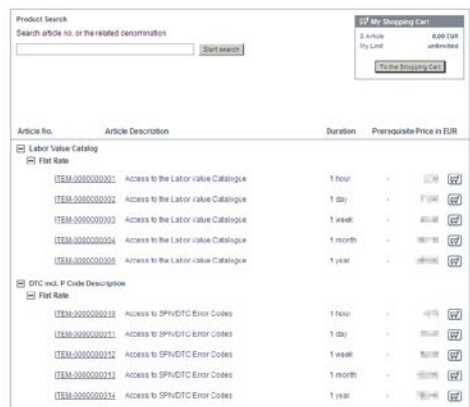 Product Search
Search article no. or the related denomination
Start search
My Shopping Cart
0 Article 0,00 EUR
My Limit unlimited
To the Shopping Cart
Article No. Article Description Duration Prerequisite Price in EUR
Labor Value Catalog
Flat Rate
ITEM-0000000001 Access to the Labor Value Catalogue 1 hour -
ITEM-0000000002 Access to the Labor Value Catalogue 1 day -
ITEM-0000000003 Access to the Labor Value Catalogue 1 week -
ITEM-0000000004 Access to the Labor Value Catalogue 1 month -
ITEM-0000000005 Access to the Labor Value Catalogue 1 year -
DTC incl. P Code Description
Flat Rate
ITEM-0000000010 Access to SPN/DTC Error Codes 1 hour -
ITEM-0000000011 Access to SPN/DTC Error Codes 1 day -
ITEM-0000000012 Access to SPN/DTC Error Codes 1 week -
ITEM-0000000013 Access to SPN/DTC Error Codes 1 month -
ITEM-0000000014 Access to SPN/DTC Error Codes 1 year -